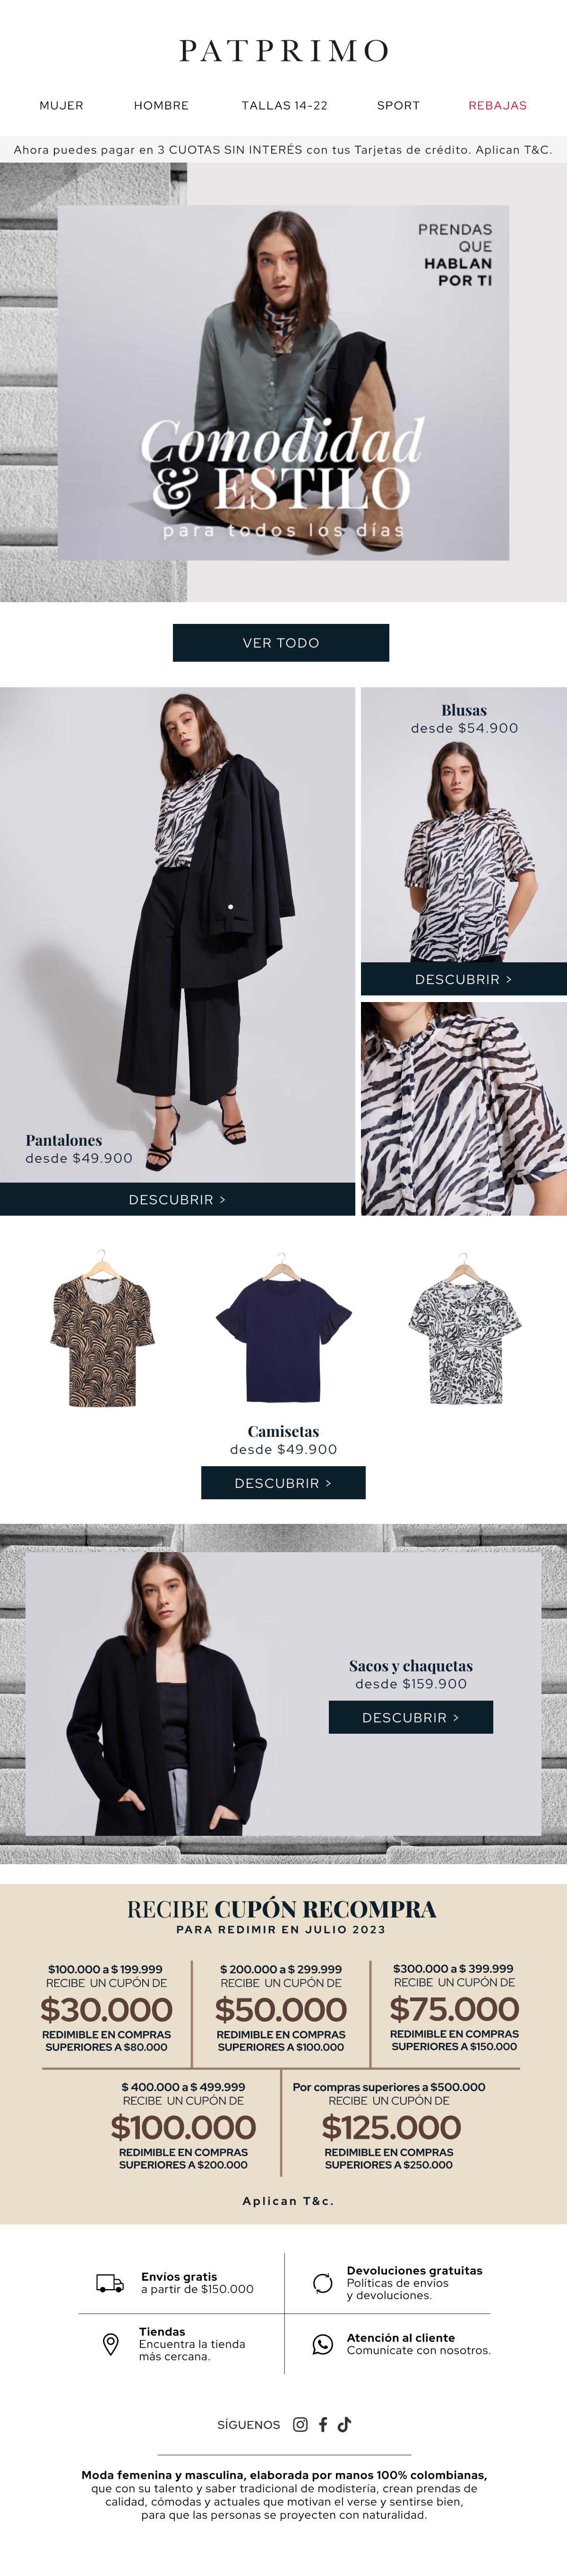 PATPRIMO
MUJER HOMBRE TALLAS 14-22 SPORT REBAJAS
Ahora puedes pagar en 3 CUOTAS SIN INTERÉS con tus Tarjetas de crédito. Aplican T&C.
PRENDAS
QUE
HABLAN
POR TI
Comodidad
& ESTILO
para todos los días
VER TODO
Blusas
desde $54.900
DESCUBRIR >
Pantalones
desde $49.900
DESCUBRIR >
Camisetas
desde $49.900
DESCUBRIR >
Sacos y chaquetas
desde $159.900
DESCUBRIR >
RECIBE CUPÓN RECOMPRA
PARA REDIMIR EN JULIO 2023
$100.000 a $ 199.999
RECIBE UN CUPÓN DE
$30.000
REDIMIBLE EN COMPRAS
SUPERIORES A $80.000
$ 200.000 a $ 299.999
RECIBE UN CUPÓN DE
$50.000
REDIMIBLE EN COMPRAS
SUPERIORES A $100.000
$300.000 a $ 399.999
RECIBE UN CUPÓN DE
$75.000
REDIMIBLE EN COMPRAS
SUPERIORES A $150.000
$ 400.000 a $ 499.999
RECIBE UN CUPÓN DE
$100.000
REDIMIBLE EN COMPRAS
SUPERIORES A $200.000
Por compras superiores a $500.000
RECIBE UN CUPÓN DE
$125.000
REDIMIBLE EN COMPRAS
SUPERIORES A $250.000
Aplican T&c.
Envíos gratis
a partir de $150.000
Devoluciones gratuitas
Políticas de envíos
y devoluciones.
Tiendas
Encuentra la tienda
más cercana.
Atención al cliente
Comunícate con nosotros.
SÍGUENOS
Moda femenina y masculina, elaborada por manos 100% colombianas,
que con su talento y saber tradicional de modistería, crean prendas de
calidad, cómodas y actuales que motivan el verse y sentirse bien,
para que las personas se proyecten con naturalidad.